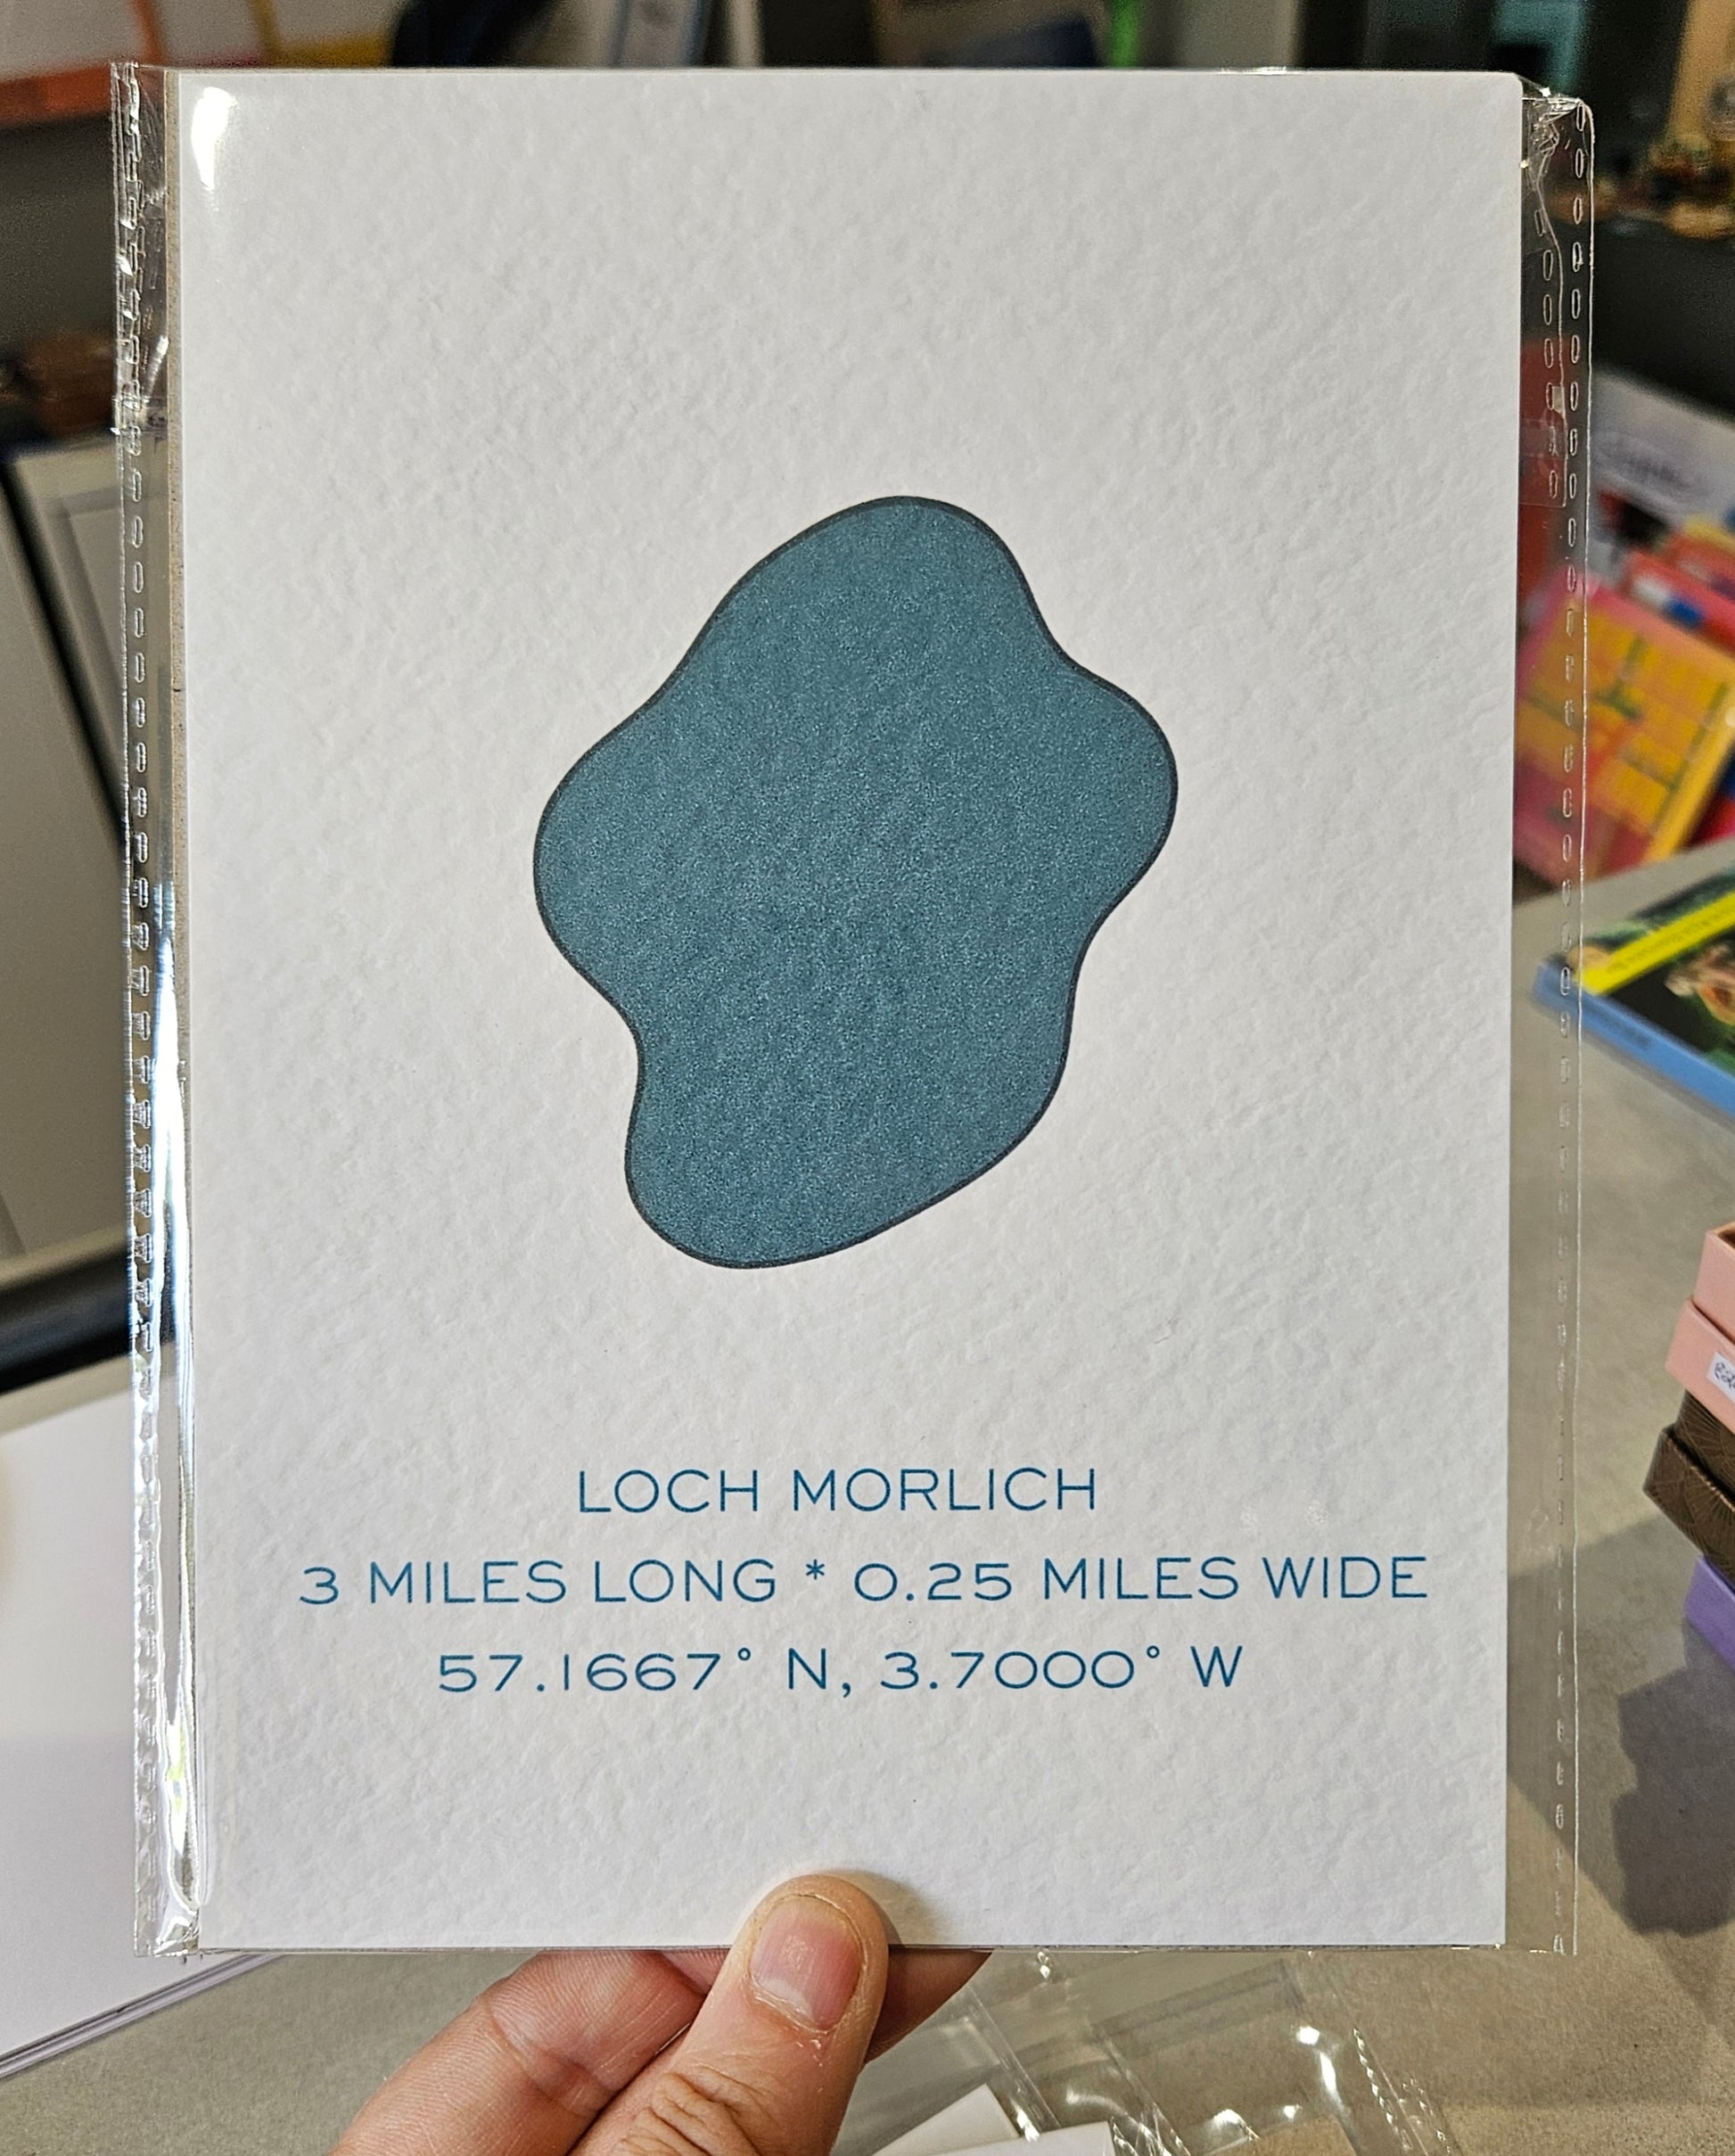 LOCH MORLICH
3 MILES LONG * 0.25 MILES WIDE
57.1667° N, 3.7000° W